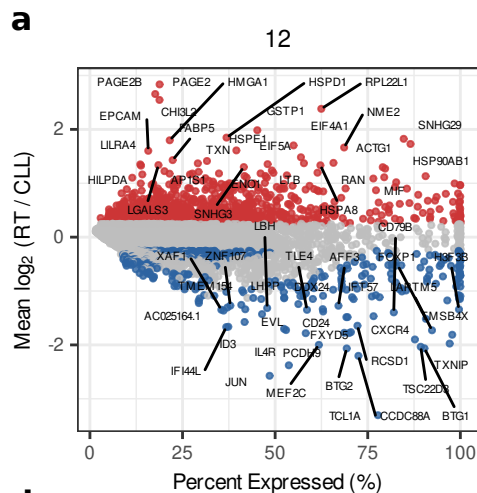 a
12
PAGE2B PAGE2 HMGA1 HSPD1 RPL22L1
CHI3L2 GSTP1 NME2
EPCAM FABP5 EIF4A1 SNHG29
LILRA4 TXN HSPE1 EIF5A ACTG1
HSP90AB1
HILPDA AP1S1 ENO1 LTB RAN MIF
LGALS3 SNHG3 HSPA8
LBH CD79B
XAF1 ZNF107 TLE4 AFF3 FOXP1 H3F3B
TMEM154 LHPP DDX24 IFT57 LARTM5
AC025164.1 EVL CD24 CXCR4 EMSB4X
ID3 FXYD5
IFI44L IL4R PCDH9 RCSD1 TXNIP
JUN MEF2C BTG2 TSC22D3
TCL1A CCDC88A BTG1
2
0
-2
0 25 50 75 100
Mean log2 (RT / CLL)
Percent Expressed (%)